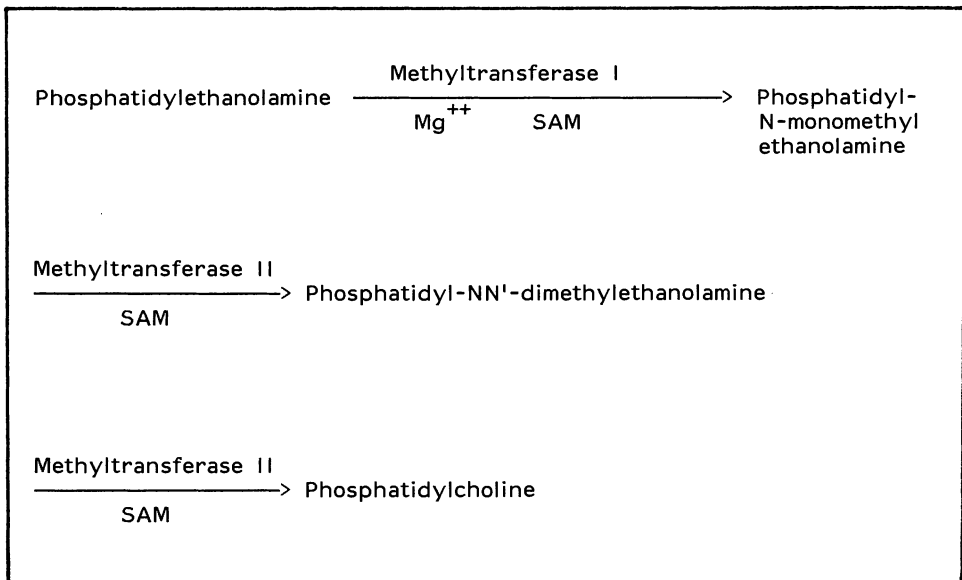 Methyltransferase I
Phosphatidylethanolamine
Phosphatidyl-
Mg++ SAM
N-monomethyl
ethanolamine
Methyltransferase II
Phosphatidyl-NN'-dimethylethanolamine
SAM
Methyltransferase II
Phosphatidylcholine
SAM